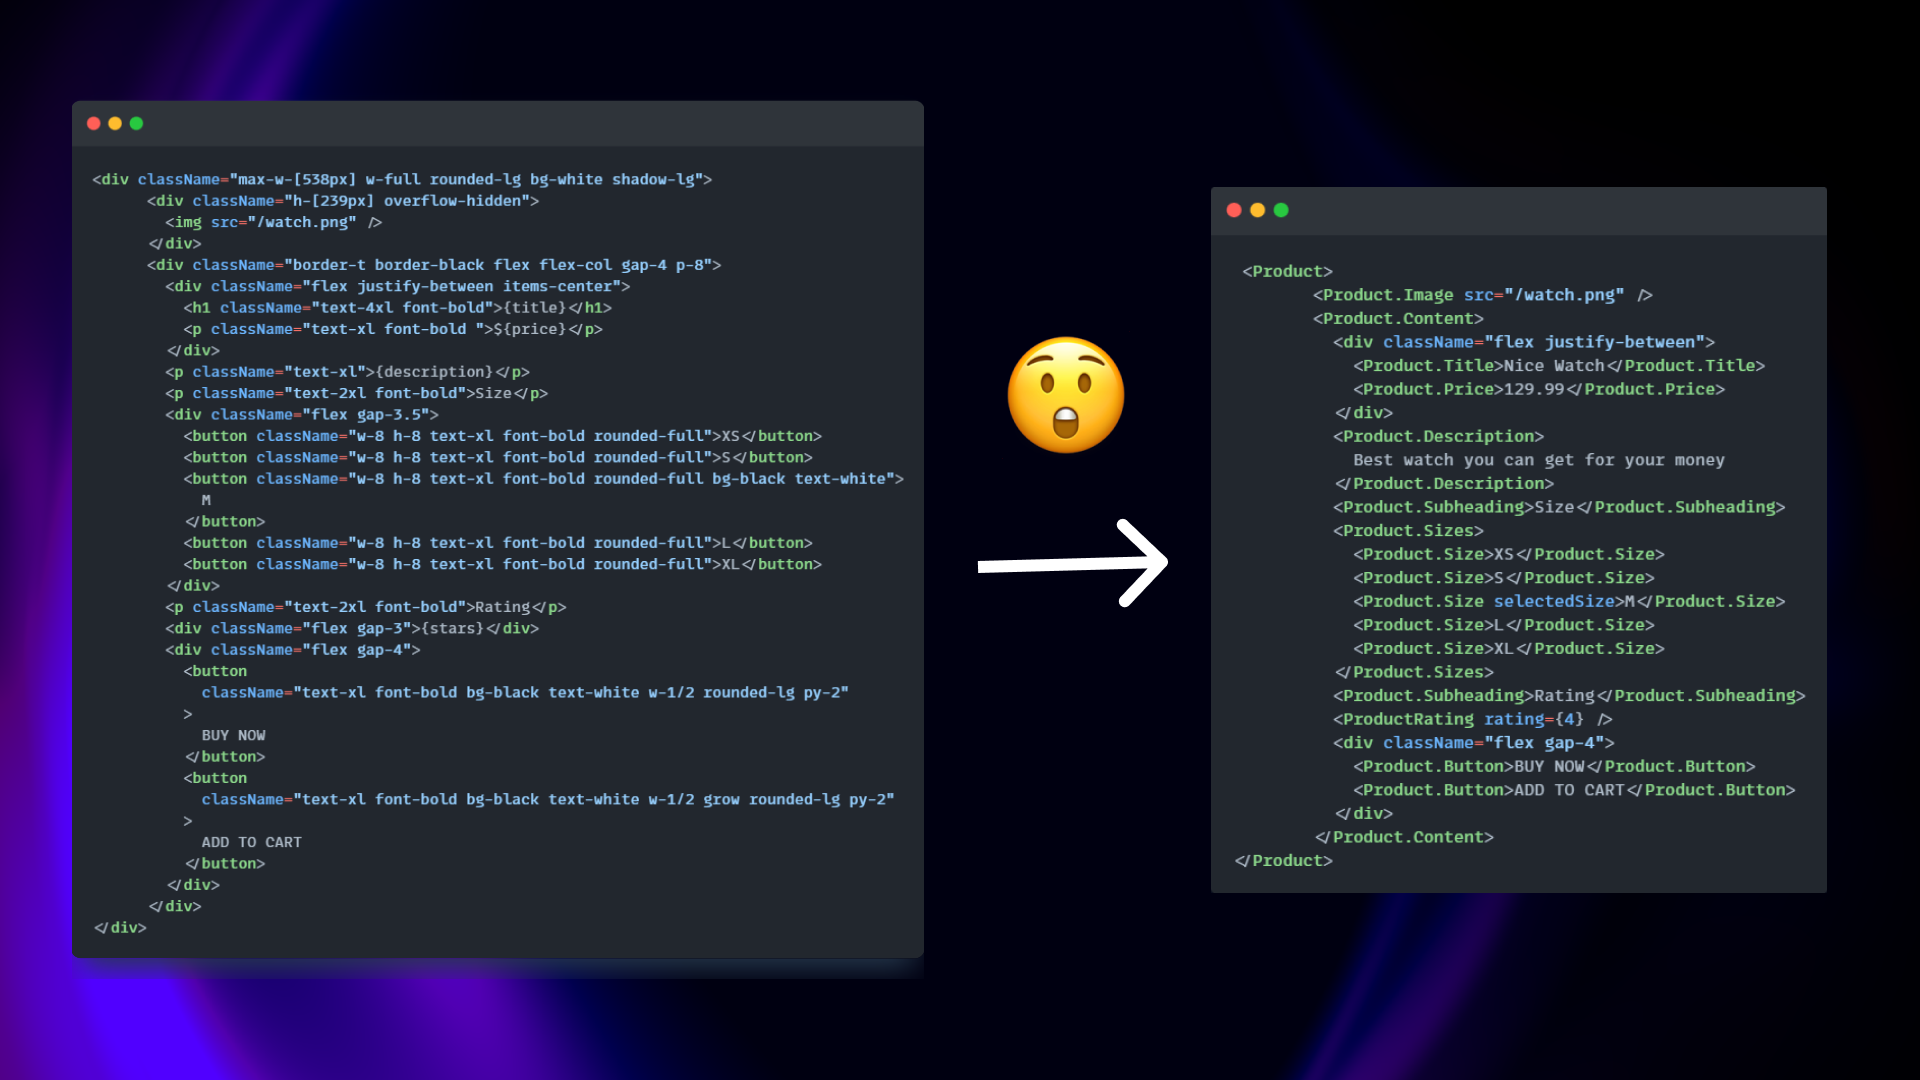 <div className="max-w-[538px] w-full rounded-lg bg-white shadow-lg">
<div className="h-[239px] overflow-hidden">
<img src="/watch.png" />
</div>
<div className="border-t border-black flex flex-col gap-4 p-8">
<div className="flex justify-between items-center">
<h1 className="text-4xl font-bold">{title}</h1>
<p className="text-xl font-bold ">${price}</p>
</div>
<p className="text-xl">{description}</p>
<p className="text-2xl font-bold">Size</p>
<div className="flex gap-3.5">
<button className="w-8 h-8 text-xl font-bold rounded-full">XS</button>
<button className="w-8 h-8 text-xl font-bold rounded-full">S</button>
<button className="w-8 h-8 text-xl font-bold rounded-full bg-black text-white">
M
</button>
<button className="w-8 h-8 text-xl font-bold rounded-full">L</button>
<button className="w-8 h-8 text-xl font-bold rounded-full">XL</button>
</div>
<p className="text-2xl font-bold">Rating</p>
<div className="flex gap-3">{stars}</div>
<div className="flex gap-4">
<button
className="text-xl font-bold bg-black text-white w-1/2 rounded-lg py-2"
>
BUY NOW
</button>
<button
className="text-xl font-bold bg-black text-white w-1/2 grow rounded-lg py-2"
>
ADD TO CART
</button>
</div>
</div>
</div>
<Product>
<Product.Image src="/watch.png" />
<Product.Content>
<div className="flex justify-between">
<Product.Title>Nice Watch</Product.Title>
<Product.Price>129.99</Product.Price>
</div>
<Product.Description>
Best watch you can get for your money
</Product.Description>
<Product.Subheading>Size</Product.Subheading>
<Product.Sizes>
<Product.Size>XS</Product.Size>
<Product.Size>S</Product.Size>
<Product.Size selectedSize>M</Product.Size>
<Product.Size>L</Product.Size>
<Product.Size>XL</Product.Size>
</Product.Sizes>
<Product.Subheading>Rating</Product.Subheading>
<ProductRating rating={4} />
<div className="flex gap-4">
<Product.Button>BUY NOW</Product.Button>
<Product.Button>ADD TO CART</Product.Button>
</div>
</Product.Content>
</Product>